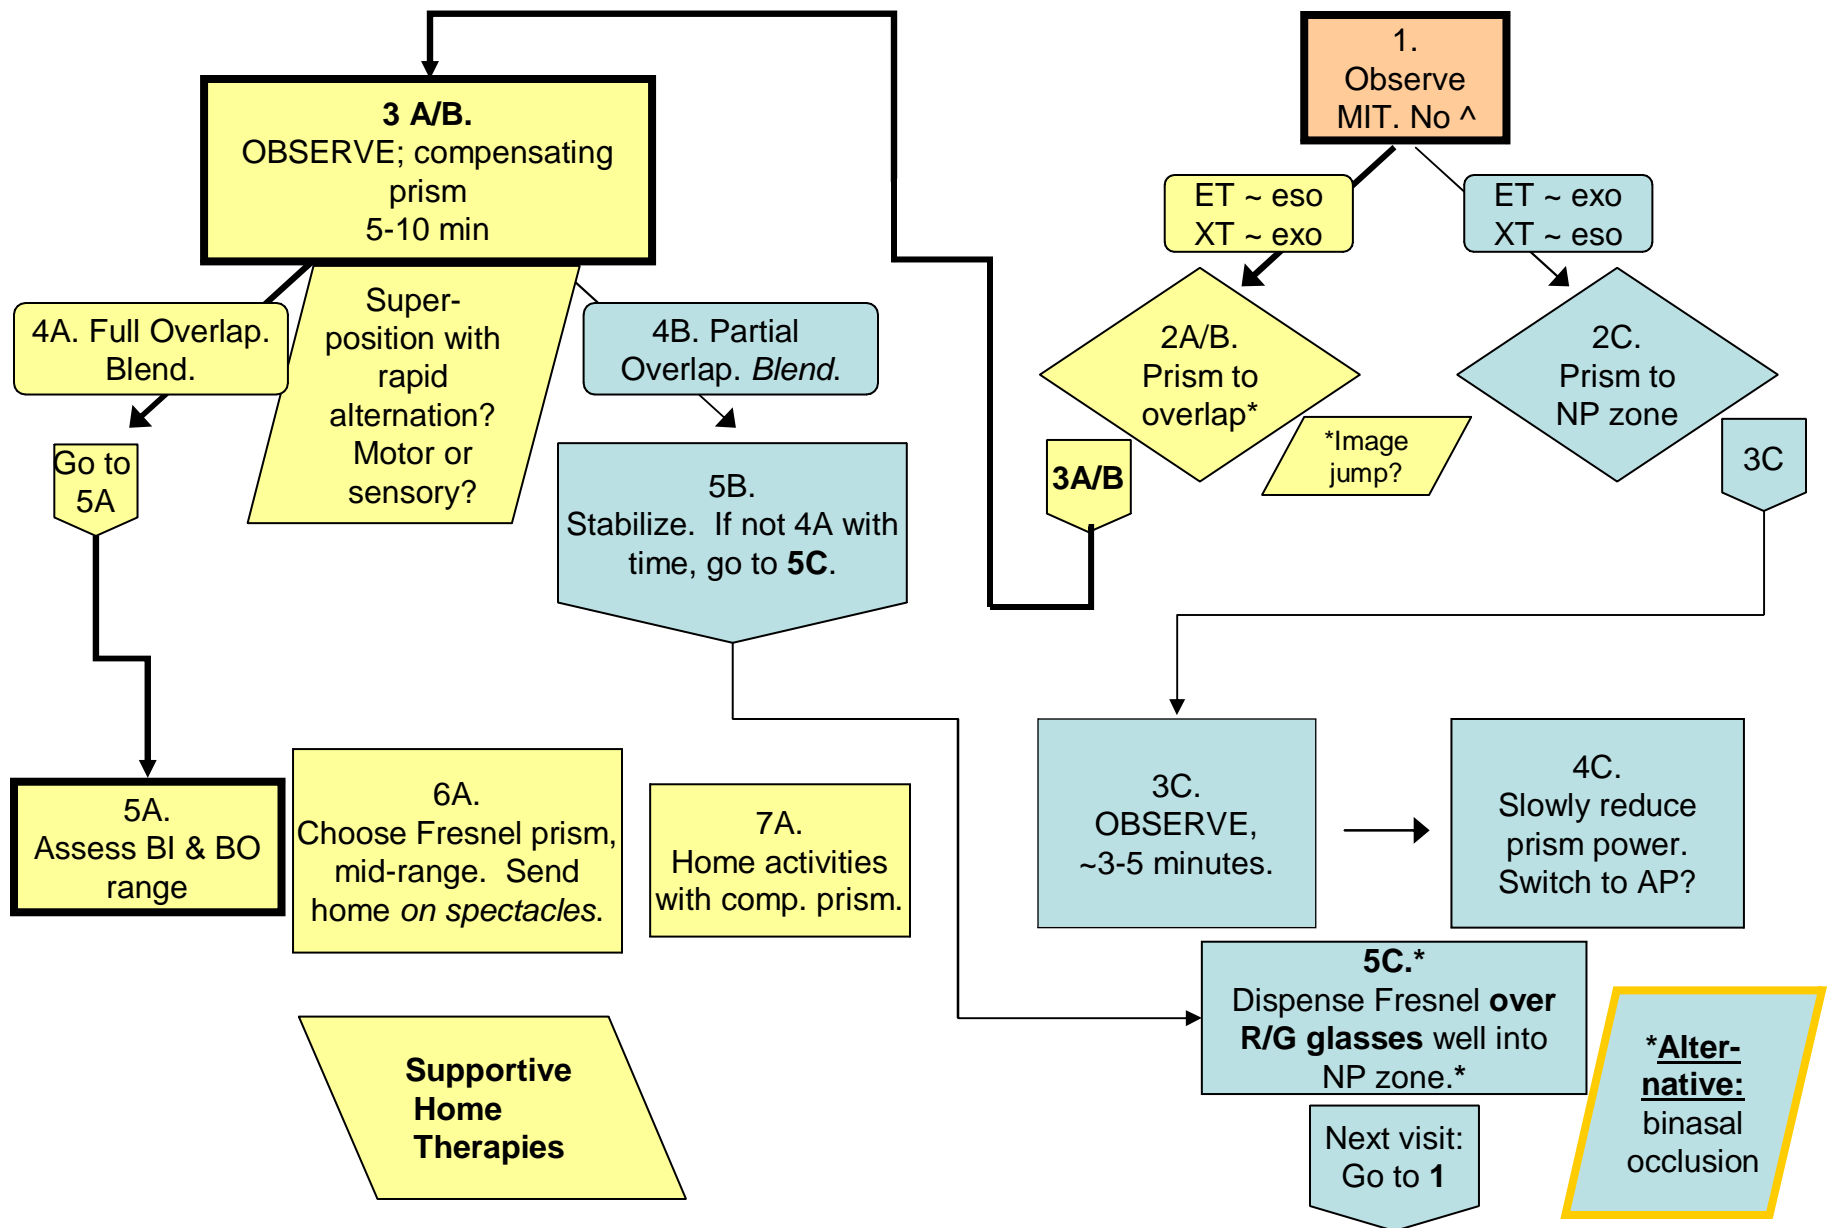 1.
Observe
MIT. No ^
ET ~ eso
XT ~ exo
ET ~ exo
XT ~ eso
2A/B.
Prism to
overlap*
*Image
jump?
3A/B
2C.
Prism to
NP zone
3C
3 A/B.
OBSERVE; compensating
prism
5-10 min
4A. Full Overlap.
Blend.
Super-
position with
rapid
alternation?
Motor or
sensory?
4B. Partial
Overlap. Blend.
Go to
5A
5B.
Stabilize. If not 4A with
time, go to 5C.
5A.
Assess BI & BO
range
6A.
Choose Fresnel prism,
mid-range. Send
home on spectacles.
7A.
Home activities
with comp. prism.
3C.
OBSERVE,
~3-5 minutes.
4C.
Slowly reduce
prism power.
Switch to AP?
5C.*
Dispense Fresnel over
R/G glasses well into
NP zone.*
*Alter-
native:
binasal
occlusion
Next visit:
Go to 1
Supportive
Home
Therapies